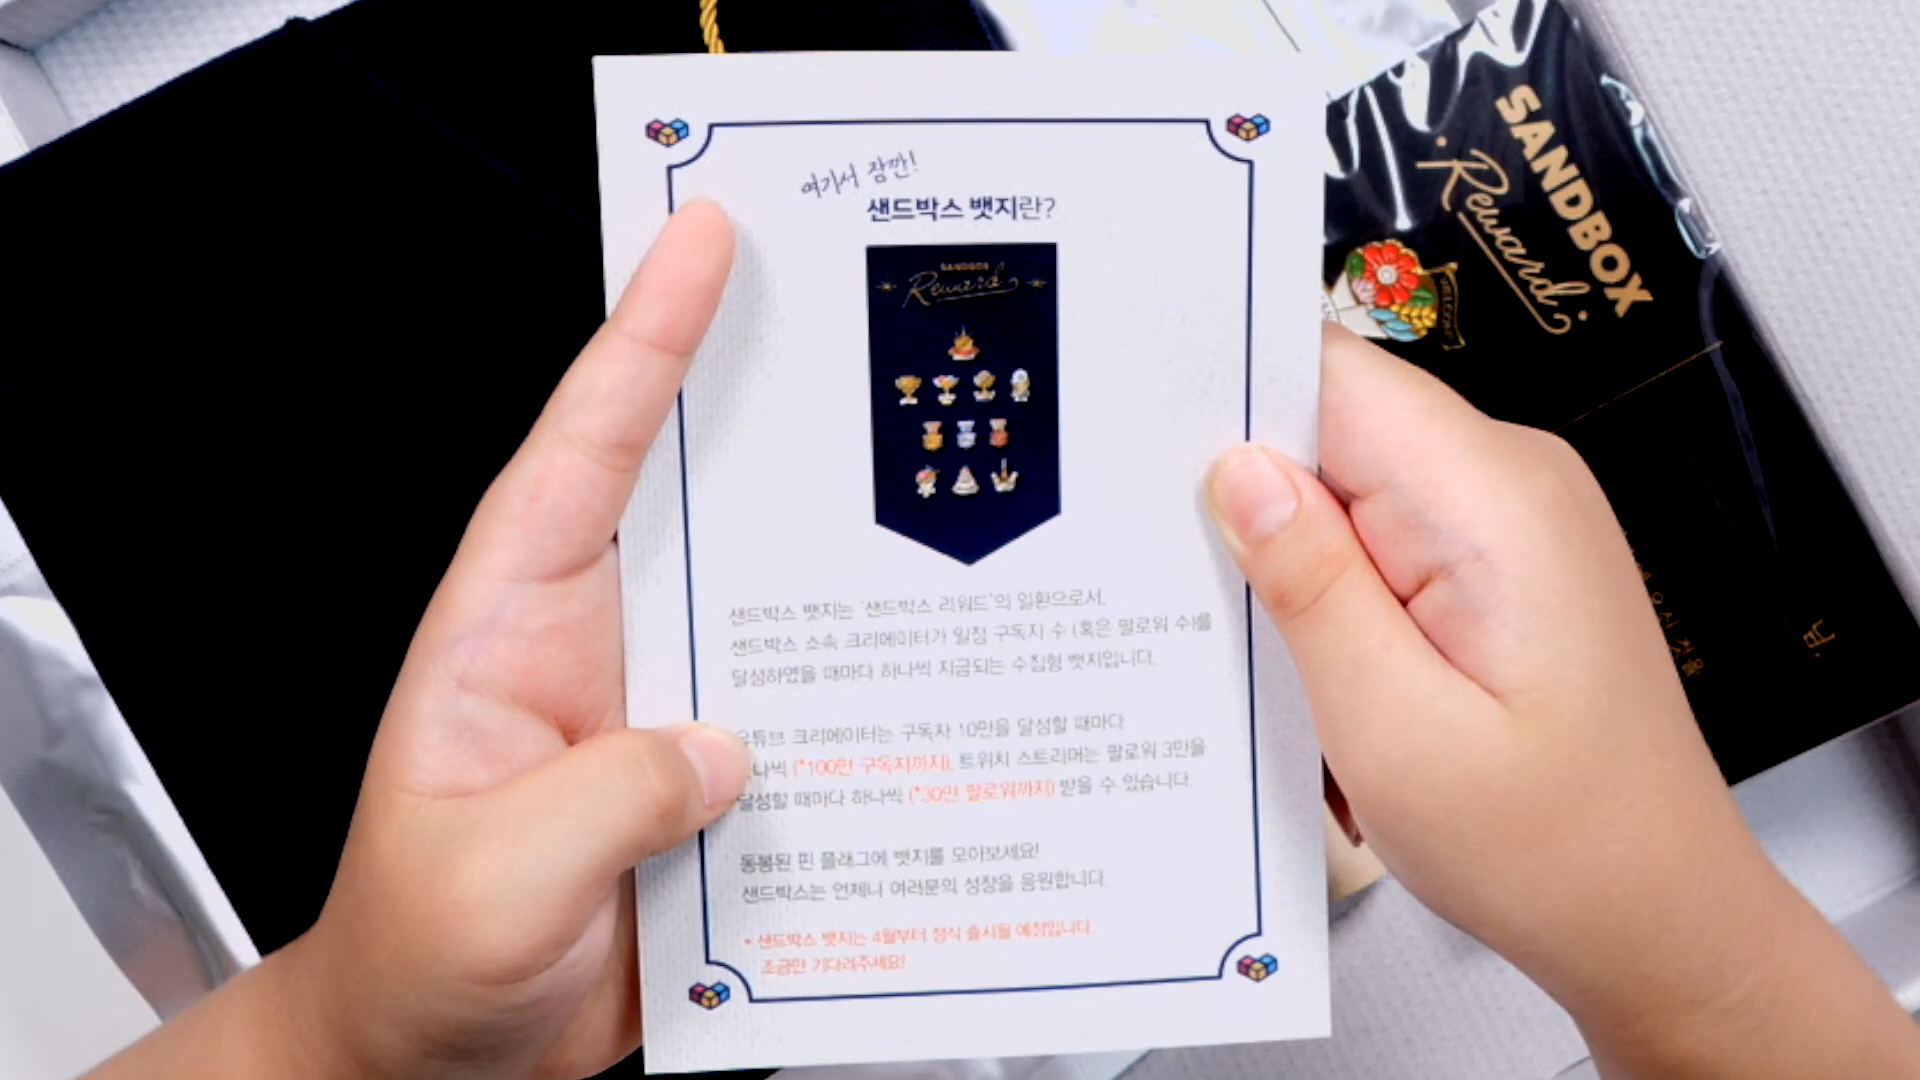 여기서 잠깐!
샌드박스 뱃지란?
SANDBOX
Reward
샌드박스 뱃지는 '샌드박스 리워드'의 일환으로서,
샌드박스 소속 크리에이터가 일정 구독자 수 (혹은 팔로워 수)를
달성하였을 때마다 하나씩 지급되는 수집형 뱃지입니다.
유튜브 크리에이터는 구독자 10만을 달성할 때마다
하나씩 (*100만 구독자까지), 트위치 스트리머는 팔로워 3만을
달성할 때마다 하나씩 (*30만 팔로워까지) 받을 수 있습니다.
동봉된 핀 플래그에 뱃지를 모아보세요!
샌드박스는 언제나 여러분의 성장을 응원합니다.
* 샌드박스 뱃지는 4월부터 정식 출시될 예정입니다.
조금만 기다려주세요!
SANDBOX
Reward
님,